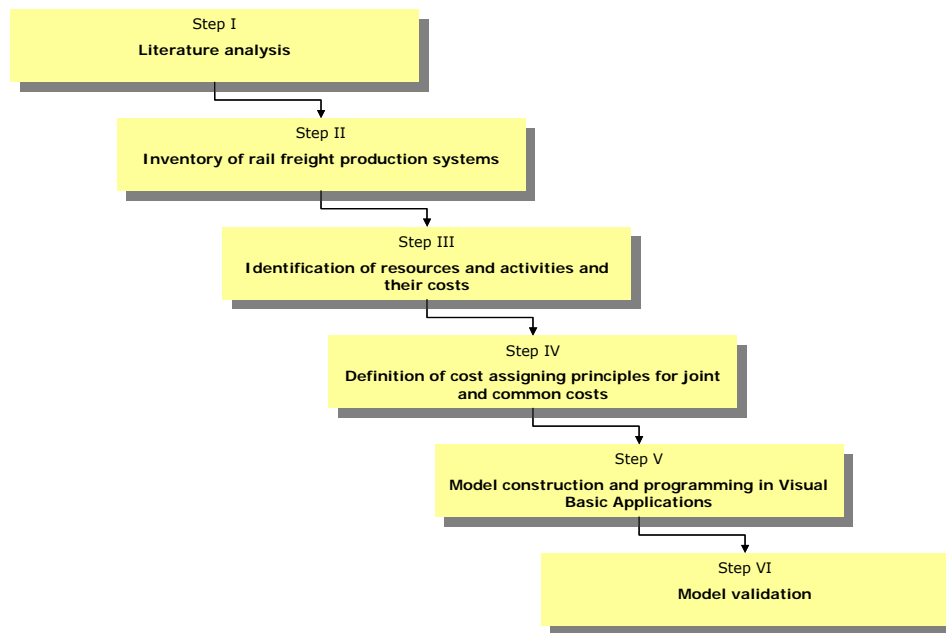 Step I
Literature analysis
Step II
Inventory of rail freight production systems
Step III
Identification of resources and activities and
their costs
Step IV
Definition of cost assigning principles for joint
and common costs
Step V
Model construction and programming in Visual
Basic Applications
Step VI
Model validation